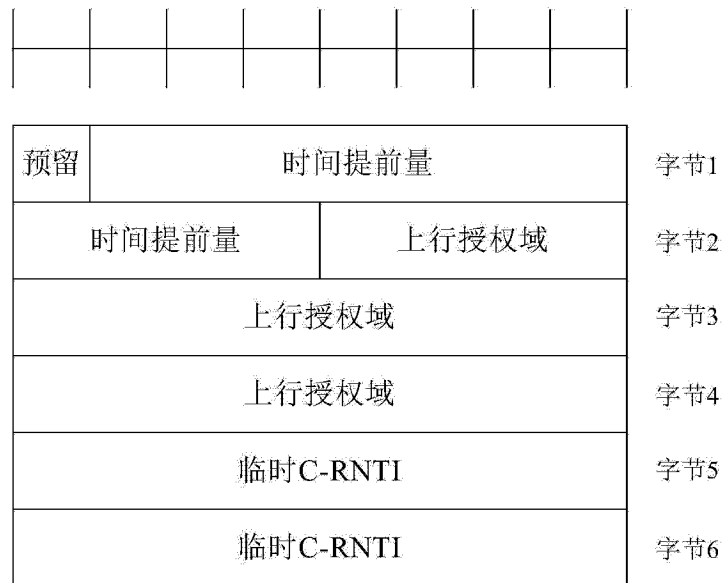 预留 时间提前量 字节1
时间提前量 上行授权域 字节2
上行授权域 字节3
上行授权域 字节4
临时C-RNTI 字节5
临时C-RNTI 字节6